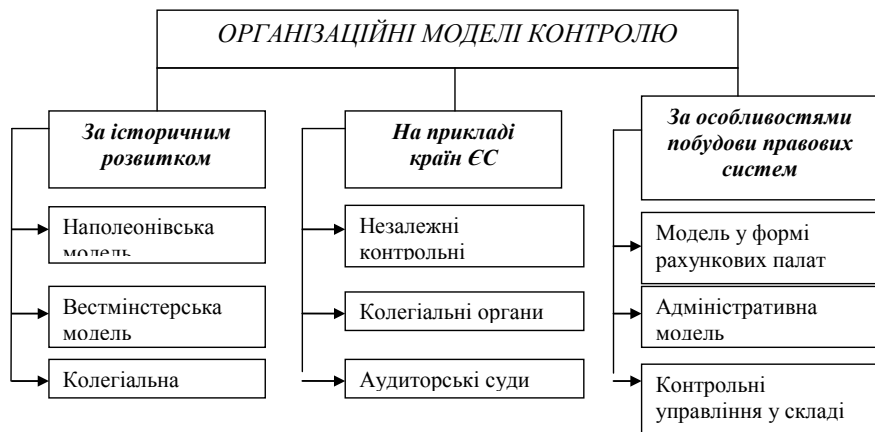 ОРГАНІЗАЦІЙНІ МОДЕЛІ КОНТРОЛЮ
За історичним
розвитком
Наполеонівська
модель
Вестмінстерська
модель
Колегіальна
На прикладі
країн ЄС
Незалежні
контрольні
Колегіальні органи
Аудиторські суди
За особливостями
побудови правових
систем
Модель у формі
рахункових палат
Адміністративна
модель
Контрольні
управління у складі